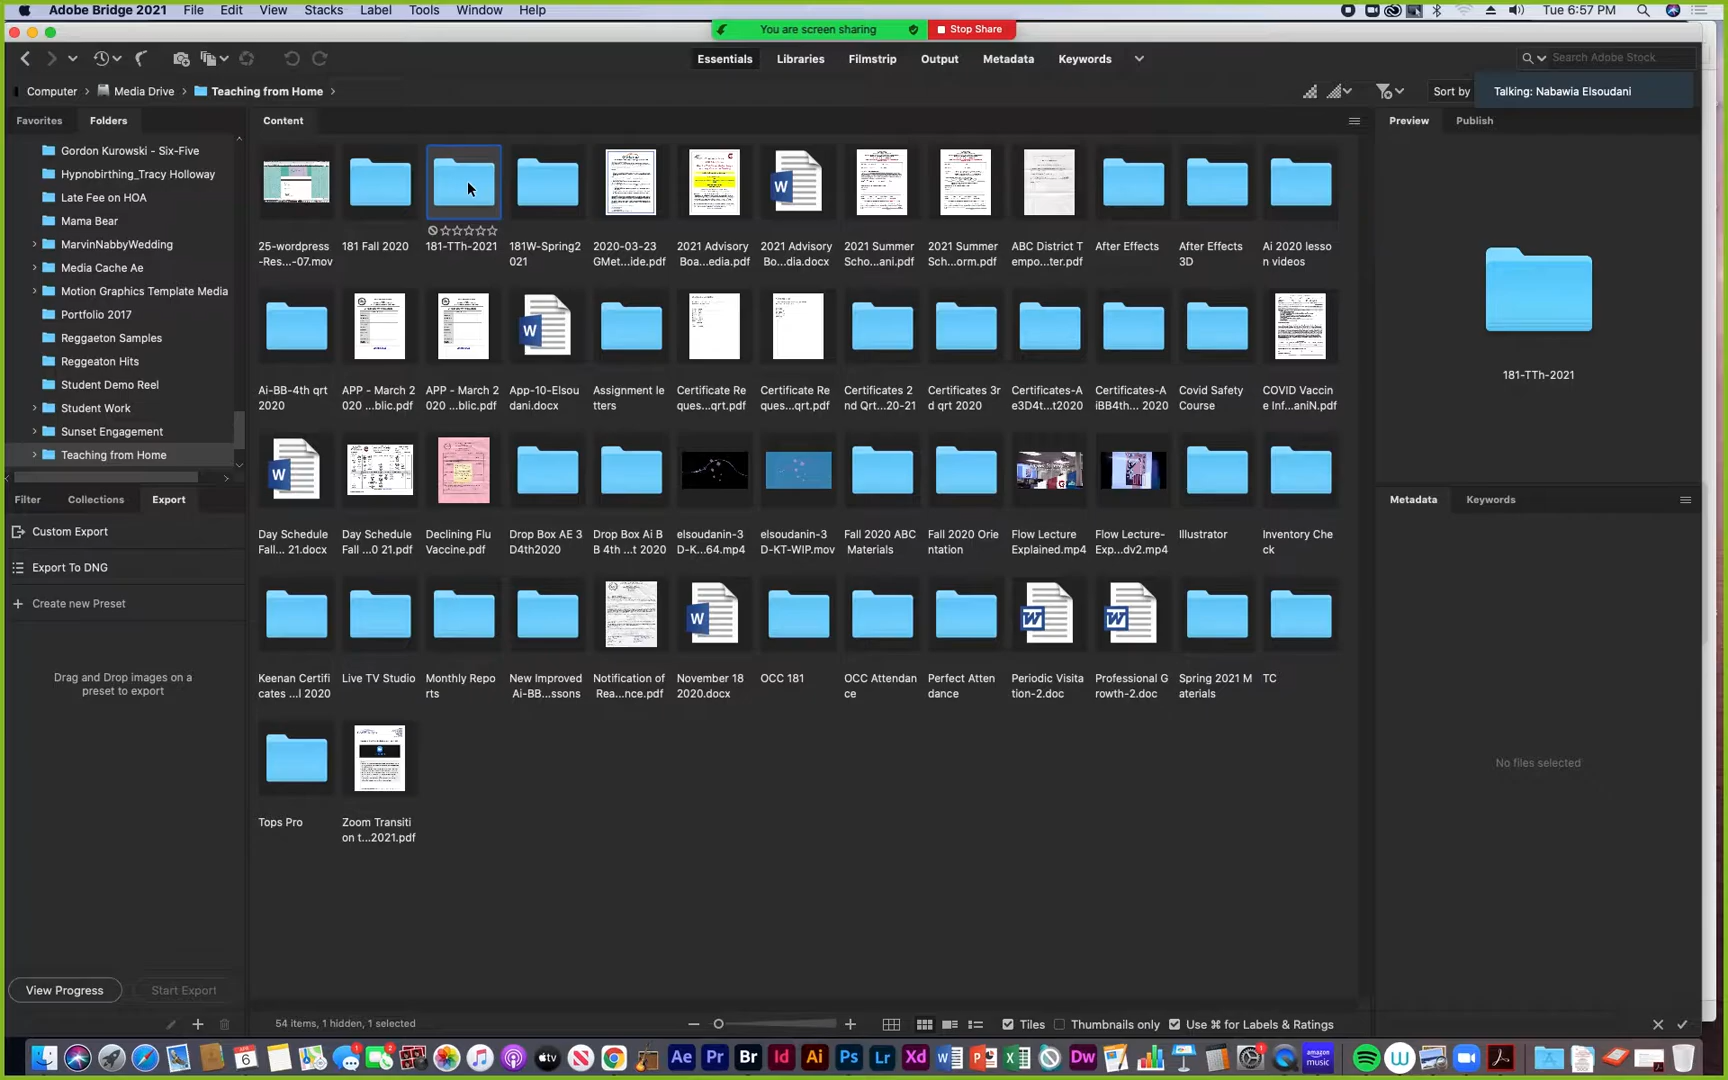 Adobe Bridge 2021 File Edit View Stacks Label Tools Window Help Tue 6:57 PM
You are screen sharing Stop Share
Essentials Libraries Filmstrip Output Metadata Keywords Search Adobe Stock
Computer Media Drive Teaching from Home Sort by Talking: Nabawia Elsoudani
Favorites Folders Content Preview Publish
Gordon Kurowski - Six-Five
Hypnobirthing_Tracy Holloway
Late Fee on HOA
Mama Bear
MarvinNabbyWedding
Media Cache Ae
Motion Graphics Template Media
Portfolio 2017
Reggaeton Samples
Reggeaton Hits
Student Demo Reel
Student Work
Sunset Engagement
Teaching from Home
Filter Collections Export
Custom Export
Export To DNG
Create new Preset
Drag and Drop images on a
preset to export
View Progress Start Export
25-wordpress
-Res...-07.mov
181 Fall 2020
181-TTh-2021
181W-Spring2
021
2020-03-23
GMet...ide.pdf
2021 Advisory
Boa...edia.pdf
2021 Advisory
Bo...dia.docx
2021 Summer
Scho...ani.pdf
2021 Summer
Sch...orm.pdf
ABC District T
empo...ter.pdf
After Effects
After Effects
3D
Ai 2020 lesso
n videos
Ai-BB-4th qrt
2020
APP - March 2
020 ...blic.pdf
APP - March 2
020 ...blic.pdf
App-10-Elsou
dani.docx
Assignment le
tters
Certificate Re
ques...qrt.pdf
Certificate Re
ques...qrt.pdf
Certificates 2
nd Qrt...20-21
Certificates 3r
d qrt 2020
Certificates-A
e3D4t...t2020
Certificates-A
iBB4th... 2020
Covid Safety
Course
COVID Vaccin
e Inf...aniN.pdf
Day Schedule
Fall... 21.docx
Day Schedule
Fall ...0 21.pdf
Declining Flu
Vaccine.pdf
Drop Box AE 3
D4th2020
Drop Box Ai B
B 4th ...t 2020
elsoudanin-3
D-K...64.mp4
elsoudanin-3
D-KT-WIP.mov
Fall 2020 ABC
Materials
Fall 2020 Orie
ntation
Flow Lecture
Explained.mp4
Flow Lecture-
Exp...dv2.mp4
Illustrator
Inventory Che
ck
Keenan Certifi
cates ...l 2020
Live TV Studio
Monthly Repo
rts
New Improved
Ai-BB...ssons
Notification of
Rea...nce.pdf
November 18
2020.docx
OCC 181
OCC Attendan
ce
Perfect Atten
dance
Periodic Visita
tion-2.doc
Professional G
rowth-2.doc
Spring 2021 M
aterials
TC
Tops Pro
Zoom Transiti
on t...2021.pdf
181-TTh-2021
Metadata Keywords
No files selected
54 items, 1 hidden, 1 selected Tiles Thumbnails only Use ⌘ for Labels & Ratings
6 Ae Pr Br Id Ai Ps Lr Xd Dw amazon
music